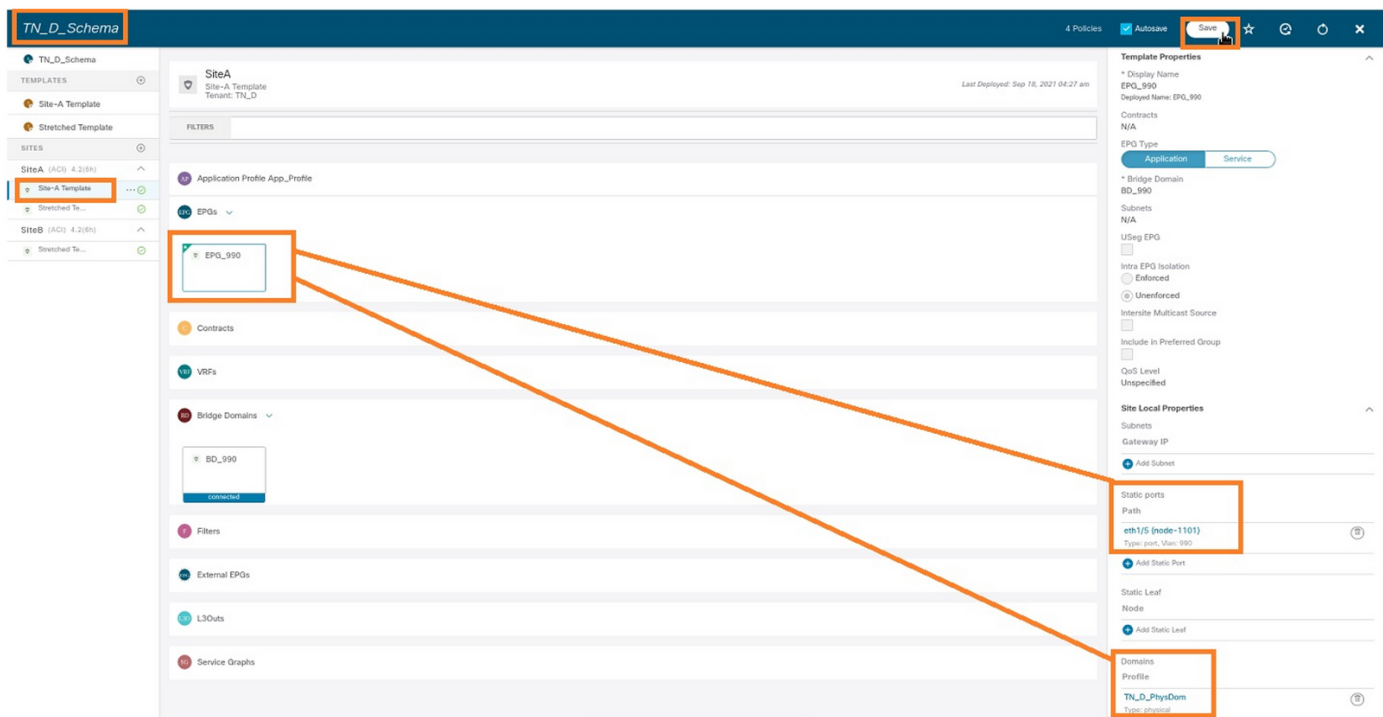 TN_D_Schema
4 Policies
Autosave
Save
TN_D_Schema
TEMPLATES
Site-A Template
Stretched Template
SITES
SiteA (ACI) 4.2(6h)
Site-A Template
...
Stretched Te...
SiteB (ACI) 4.2(6h)
Stretched Te...
SiteA
Site-A Template
Tenant: TN_D
Last Deployed: Sep 18, 2021 04:27 am
FILTERS
AP Application Profile App_Profile
EPG EPGs
EPG_990
C Contracts
VRF VRFs
BD Bridge Domains
BD_990
connected
F Filters
External EPGs
L3O L3Outs
SG Service Graphs
Template Properties
* Display Name
EPG_990
Deployed Name: EPG_990
Contracts
N/A
EPG Type
Application Service
* Bridge Domain
BD_990
Subnets
N/A
USeg EPG
Intra EPG Isolation
Enforced
Unenforced
Intersite Multicast Source
Include in Preferred Group
QoS Level
Unspecified
Site Local Properties
Subnets
Gateway IP
Add Subnet
Static ports
Path
eth1/5 (node-1101)
Type: port, Vlan: 990
Add Static Port
Static Leaf
Node
Add Static Leaf
Domains
Profile
TN_D_PhysDom
Type: physical